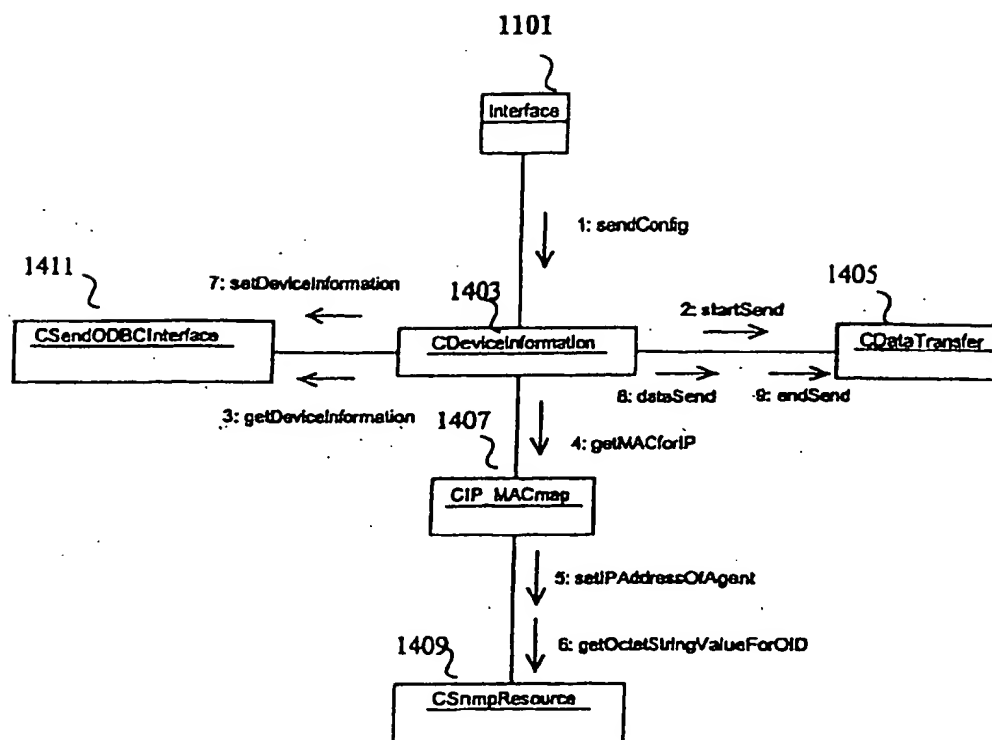 1101
Interface
1: sendConfig
1411
7: setDeviceInformation
1403
1405
2: startSend
CSendODBCInterface
CDeviceInformation
CDataTransfer
3: getDeviceInformation
8: dataSend
9: endSend
1407
4: getMACforIP
CIP_MACmap
5: setIPAddressOfAgent
6: getOctetStringValueForOID
1409
CSnmpResource